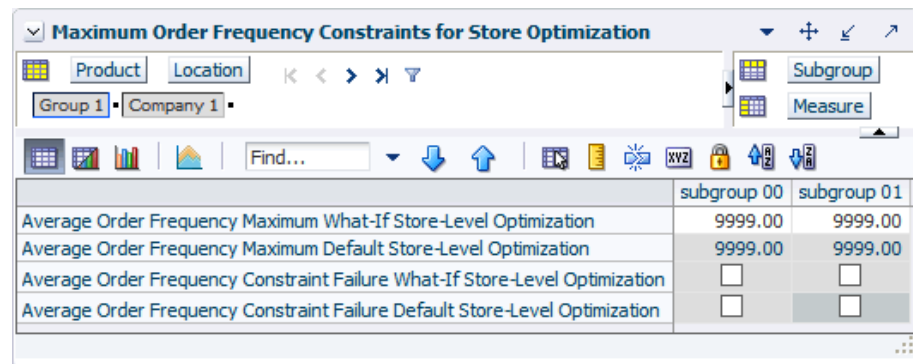 Maximum Order Frequency Constraints for Store Optimization
Product Location
Group 1 Company 1
Subgroup
Measure
Find...
XYZ
subgroup 00 subgroup 01
Average Order Frequency Maximum What-If Store-Level Optimization 9999.00 9999.00
Average Order Frequency Maximum Default Store-Level Optimization 9999.00 9999.00
Average Order Frequency Constraint Failure What-If Store-Level Optimization
Average Order Frequency Constraint Failure Default Store-Level Optimization